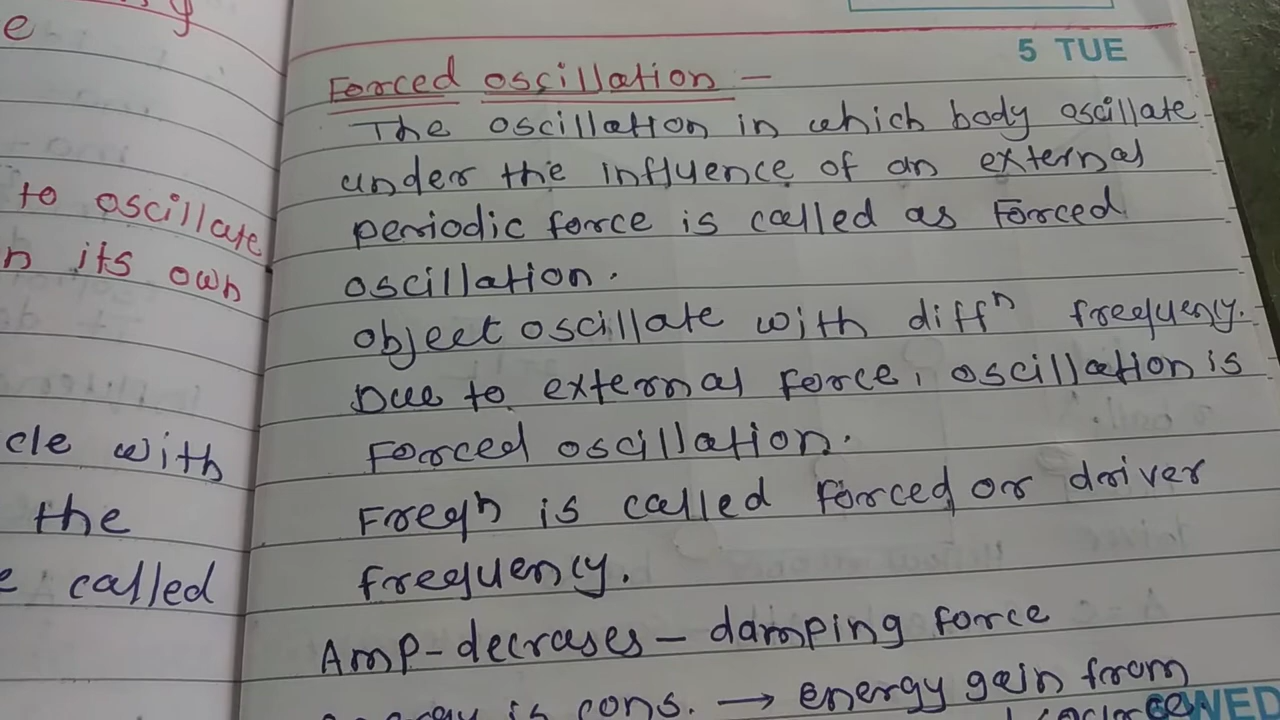 e
to oscillate
n its own
cle with
the
e called
5 TUE
Forced oscillation -
The oscillation in which body oscillate
under the influence of an external
periodic force is called as Forced
oscillation.
object oscillate with diffn frequency.
Due to external force, oscillation is
Forced oscillation.
Freqn is called forced or driver
frequency.
Amp-decrases - damping force
is cons. → energy gain from
WED